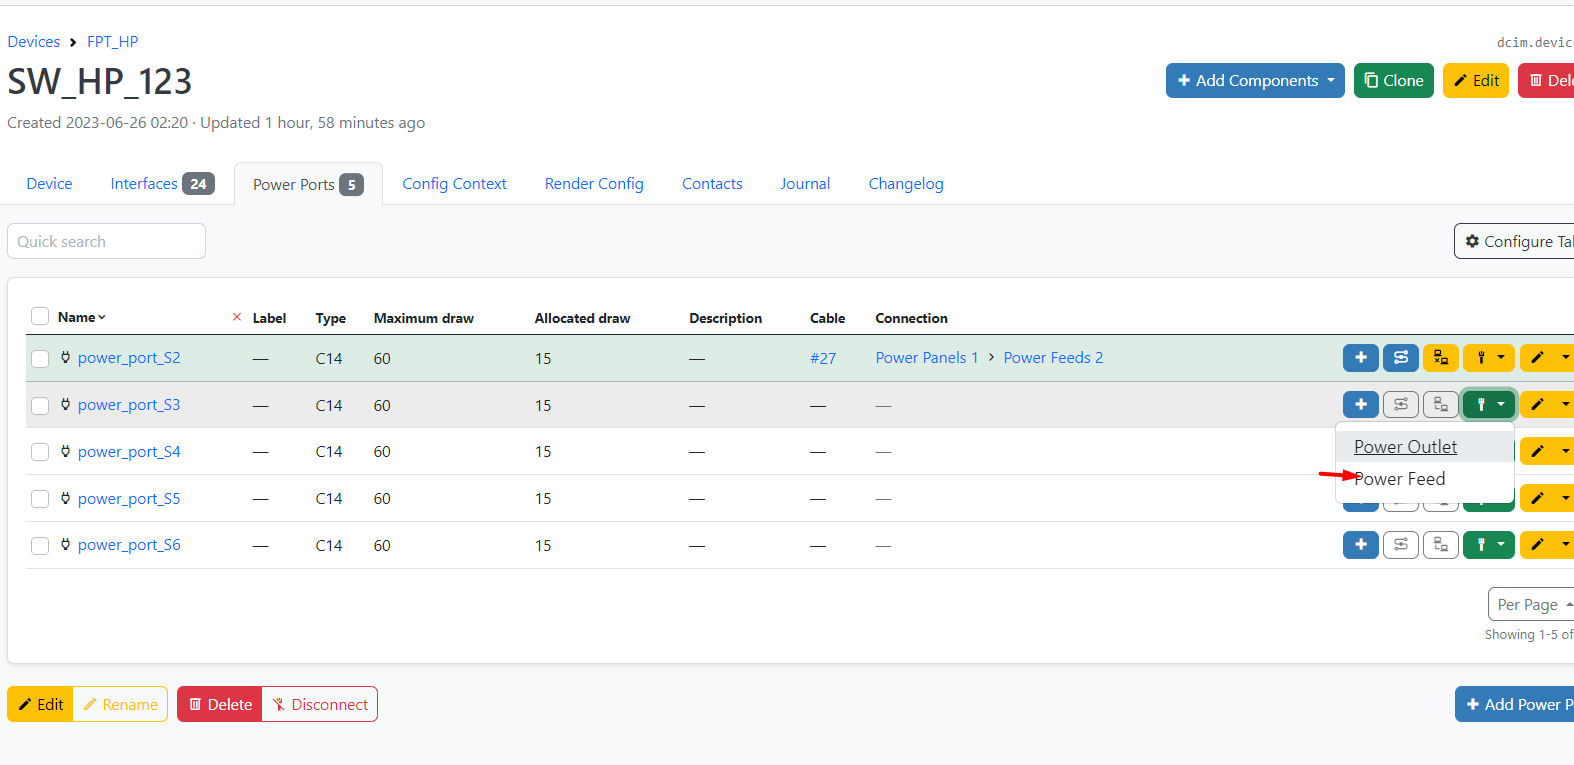 Devices > FPT_HP
dcim.device
SW_HP_123
+ Add Components Clone Edit Dele
Created 2023-06-26 02:20 · Updated 1 hour, 58 minutes ago
Device Interfaces 24 Power Ports 5 Config Context Render Config Contacts Journal Changelog
Quick search
Configure Tal
Name Label Type Maximum draw Allocated draw Description Cable Connection
power_port_S2 — C14 60 15 — #27 Power Panels 1 > Power Feeds 2
power_port_S3 — C14 60 15 — — —
Power Outlet
power_port_S4 — C14 60 15 — — —
Power Feed
power_port_S5 — C14 60 15 — — —
power_port_S6 — C14 60 15 — — —
Per Page
Showing 1-5 of
Edit Rename Delete Disconnect
+ Add Power P